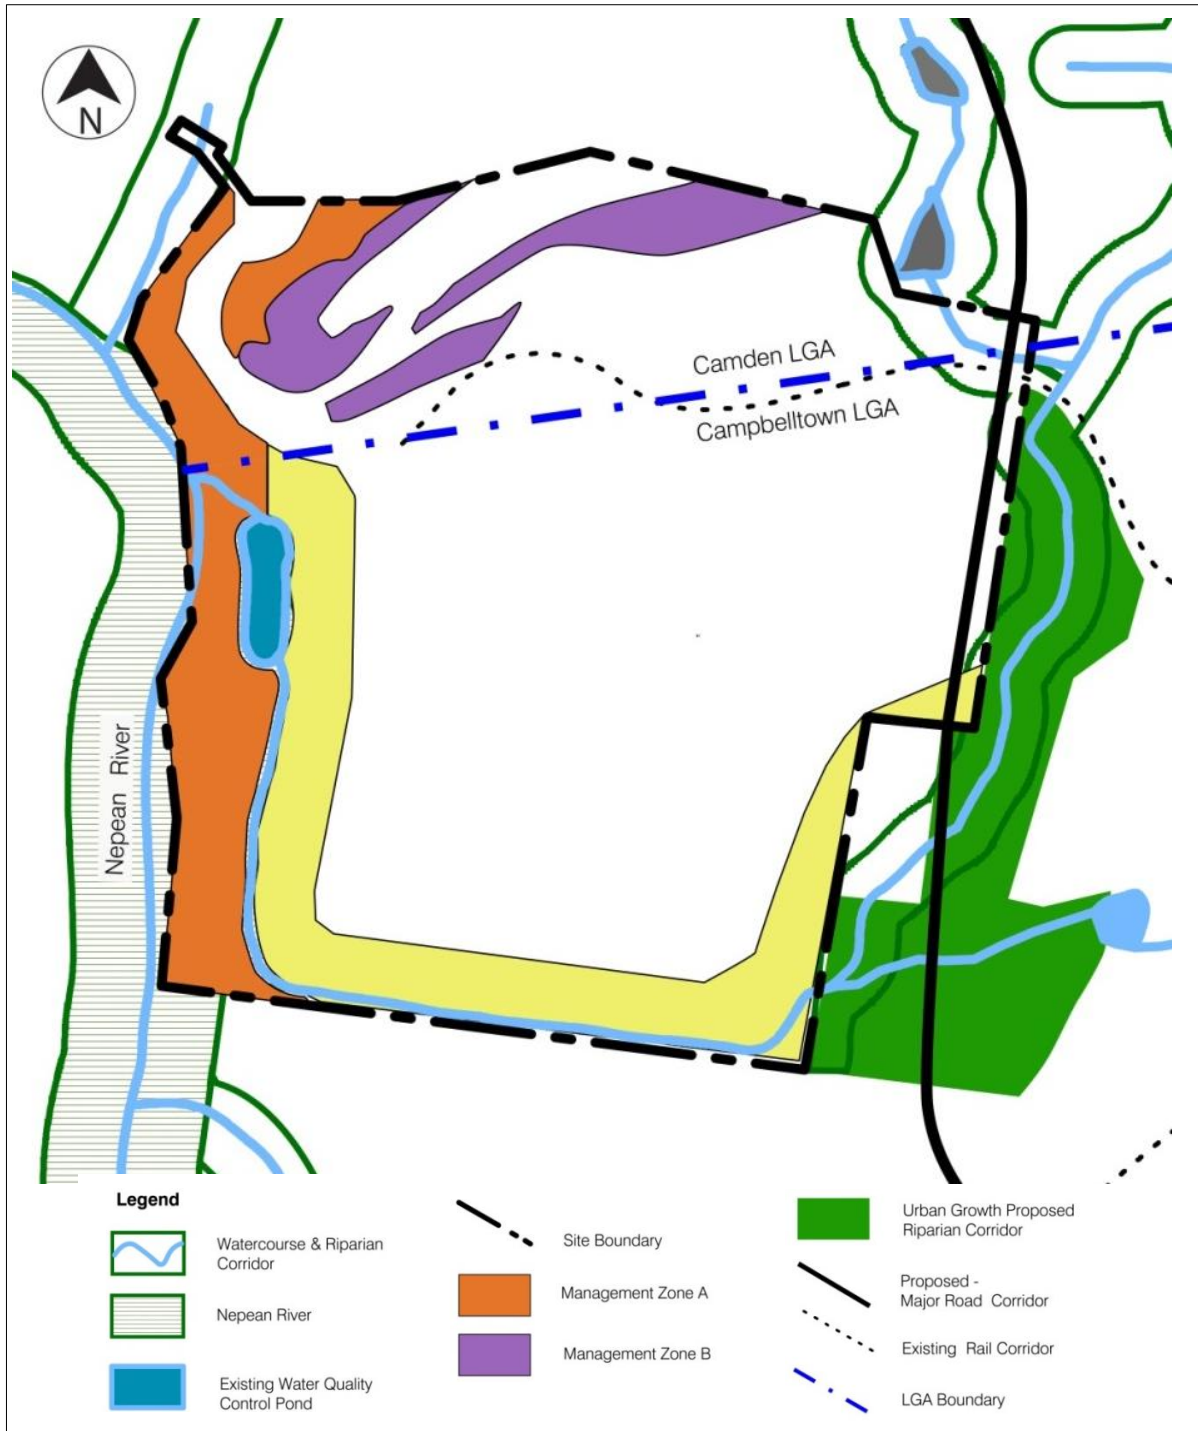 N
Camden LGA
Campbelltown LGA
Nepean River
Legend
Watercourse & Riparian
Corridor
Nepean River
Existing Water Quality
Control Pond
Site Boundary
Management Zone A
Management Zone B
Urban Growth Proposed
Riparian Corridor
Proposed -
Major Road Corridor
Existing Rail Corridor
LGA Boundary